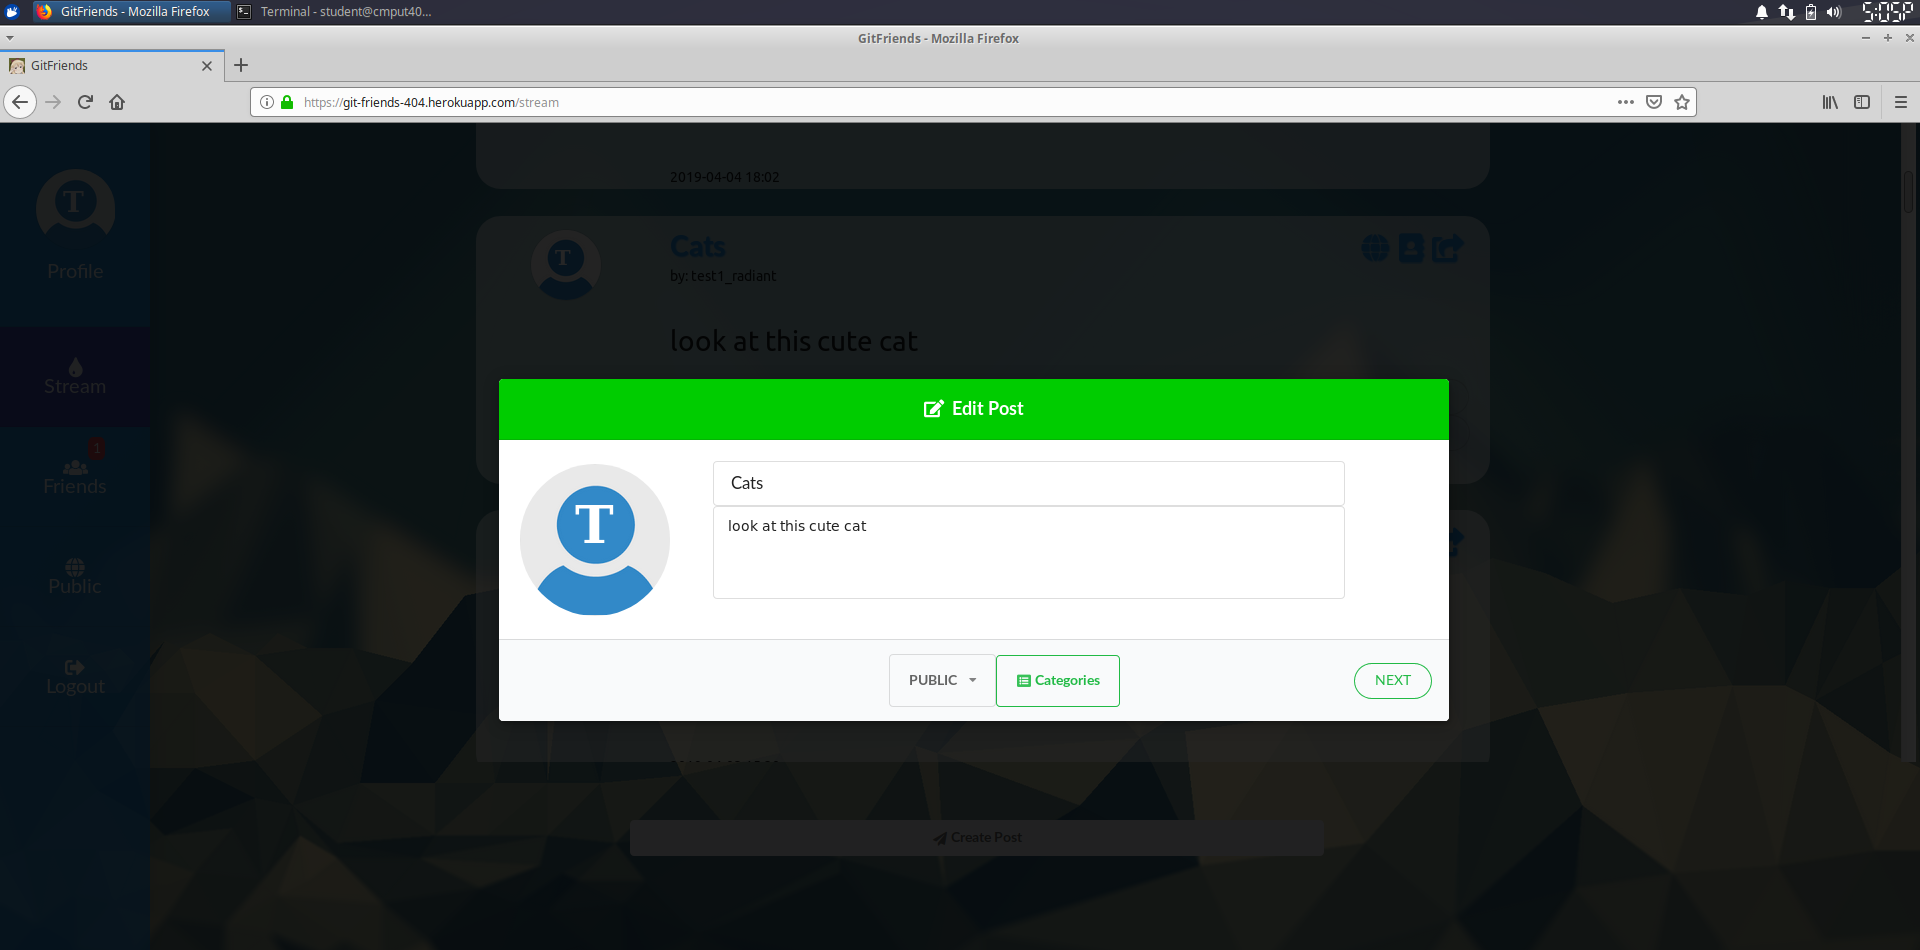 GitFriends - Mozilla Firefox
Terminal - student@cmput40...
5:05P
GitFriends - Mozilla Firefox
GitFriends
https://git-friends-404.herokuapp.com/stream
2019-04-04 18:02
T
Profile
T
Cats
by: test1_radiant
look at this cute cat
Stream
Edit Post
1
Friends
Cats
T
look at this cute cat
Public
Logout
PUBLIC
Categories
NEXT
Create Post